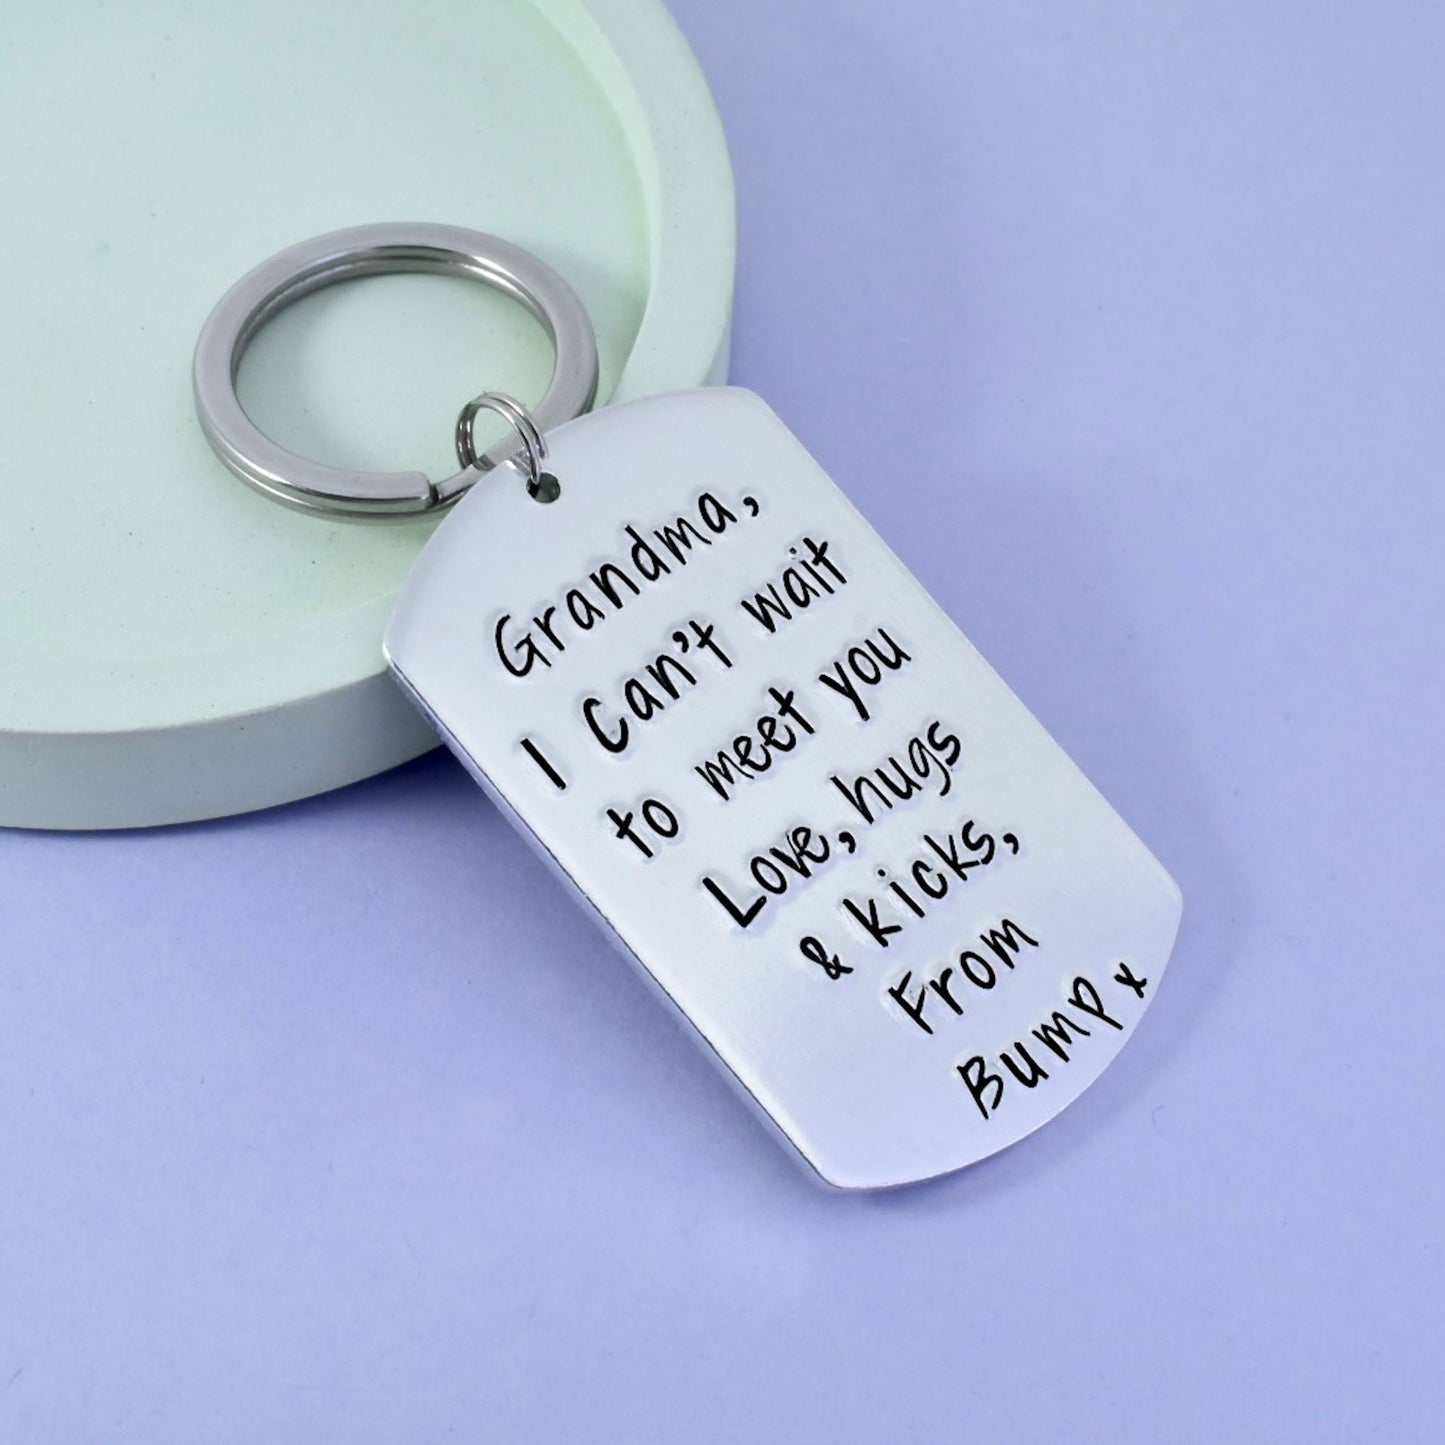 Grandma,
I Can't wait
to meet you
Love, hugs
& kicks,
From
Bump x